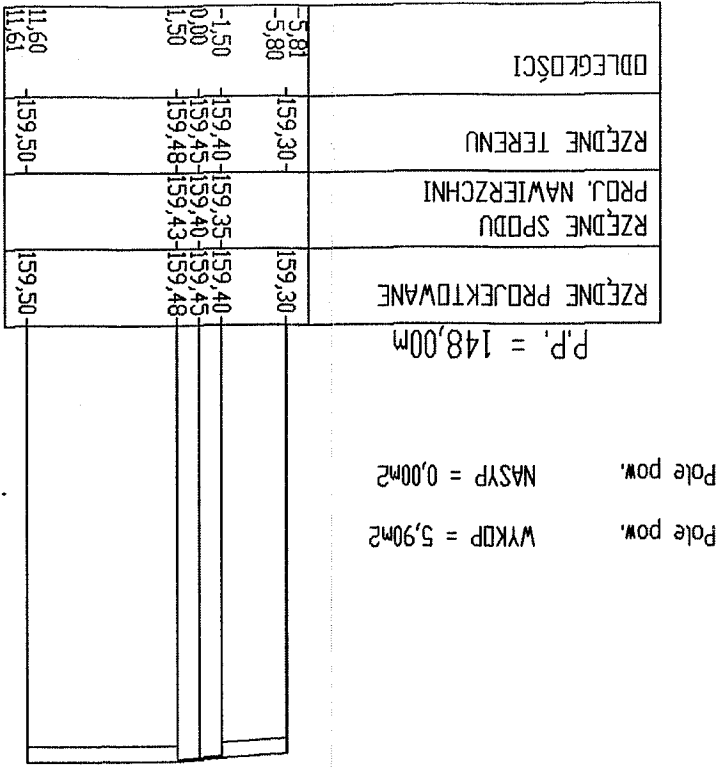 Pole pow. WYKOP = 5,90m2
Pole pow. NASYP = 0,00m2
P.P. = 148,00m
RZĘDNE PROJEKTOWANE 159,30 159,40 159,45 159,48 159,50
RZĘDNE SPODU
PROJ. NAWIERZCHNI 159,35 159,40 159,43
RZĘDNE TERENU 159,30 159,40 159,45 159,48 159,50
ODLEGŁOŚCI -5,81 -5,80 -1,50 0,00 1,50 11,60 11,61